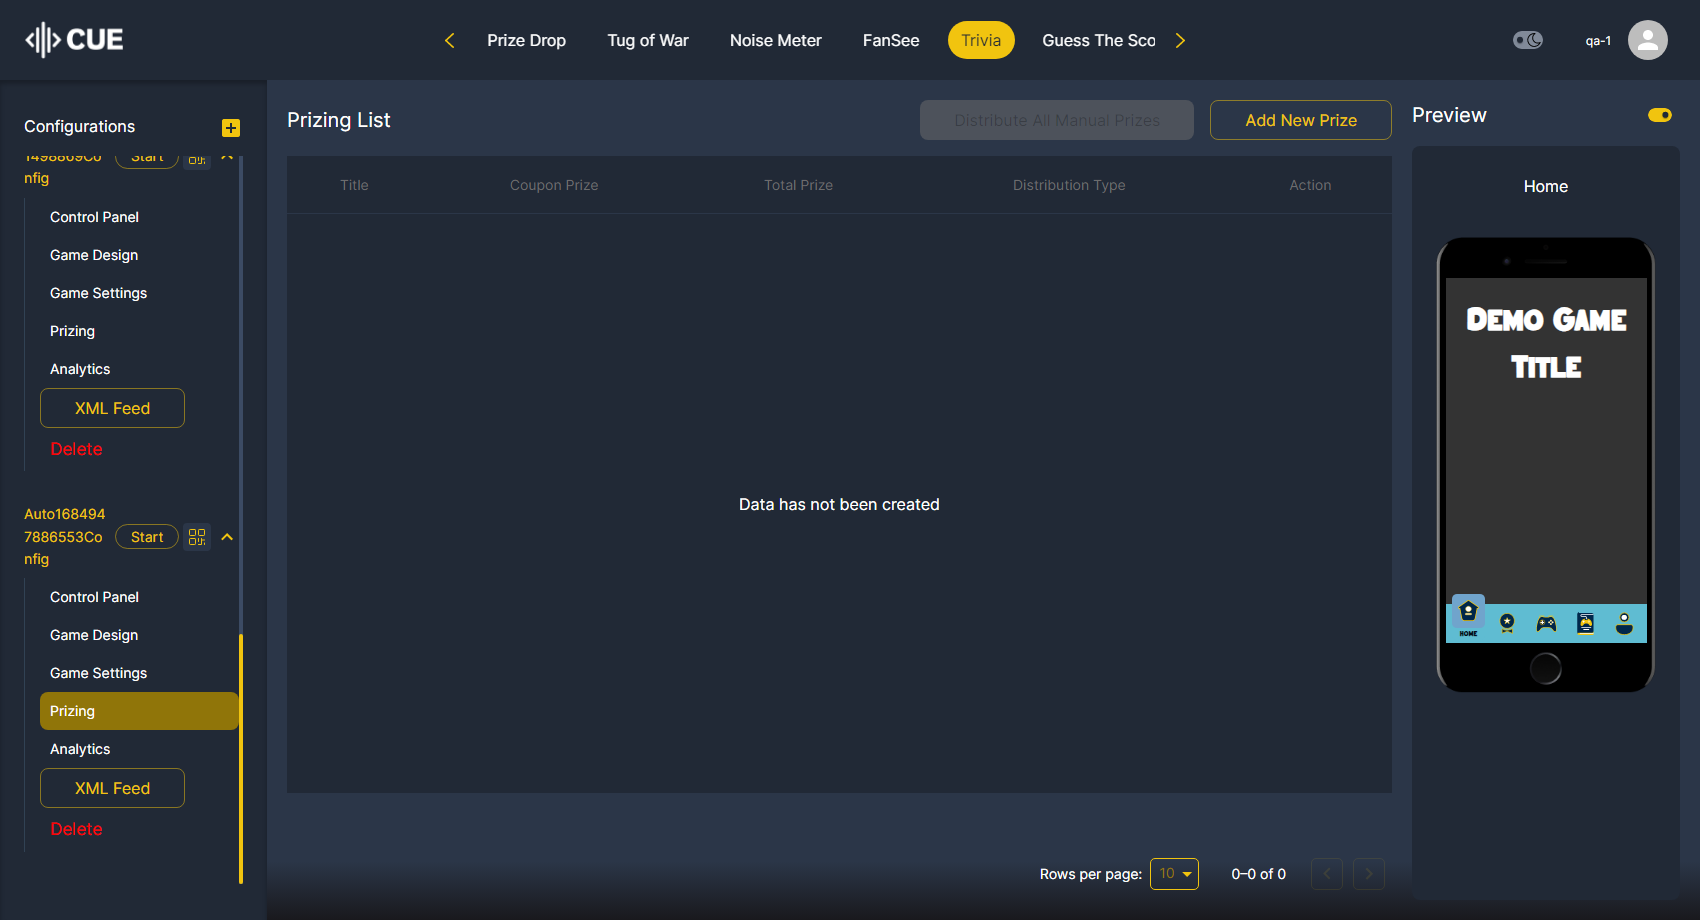 CUE
Prize Drop
Tug of War
Noise Meter
FanSee
Trivia
Guess The Sco
qa-1
Configurations
1498869Co
nfig
Start
Control Panel
Game Design
Game Settings
Prizing
Analytics
XML Feed
Delete
Auto168494
7886553Co
nfig
Start
Control Panel
Game Design
Game Settings
Prizing
Analytics
XML Feed
Delete
Prizing List
Distribute All Manual Prizes
Add New Prize
Title
Coupon Prize
Total Prize
Distribution Type
Action
Data has not been created
Rows per page:
10
0–0 of 0
Preview
Home
Demo Game
Title
HOME